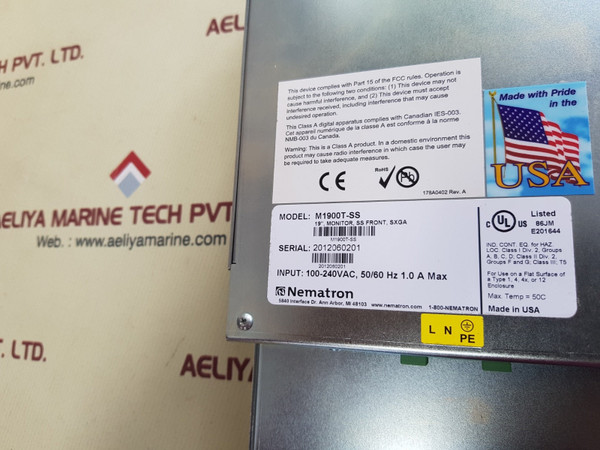 AELIYA MARINE
www.aeliyam
PVT. LTD.
ne.com
This device complies with Part 15 of the FCC rules. Operation is
subject to the following two conditions: (1) This device may not
cause harmful interference, and (2) This device must accept
interference received, including interference that may cause
undesired operation.
This Class A digital apparatus complies with Canadian IES-003.
Cet appareil numérique de la classe A est conforme à la norme
NMB-003 du Canada.
Warning: This is a Class A product. In a domestic environment this
product may cause radio interference in which case the user may
be required to take adequate measures.
CE
RoHS
Pb
178A0402 Rev. A
Made with Pride
in the
USA
AELIYA MARINE TECH PVT
Web : www.aeliyamarine.com
MODEL: M1900T-SS
19", MONITOR, SS FRONT, SXGA
M1900T-SS
SERIAL: 2012060201
2012060201
INPUT: 100-240VAC, 50/60 Hz 1.0 A Max
Nematron
5840 Interface Dr. Ann Arbor, MI 48103
www.nematron.com
1-800-NEMATRON
C UL US
Listed
86JM
E201644
IND. CONT. EQ. for HAZ.
LOC. Class I Div. 2, Groups
A, B, C, D, Class II Div. 2,
Groups F and G; Class III; T5
For Use on a Flat Surface of
a Type 1, 4, 4x, or 12
Enclosure
Max. Temp = 50C
Made in USA
L N PE
T. LTD.
AELIYA
W